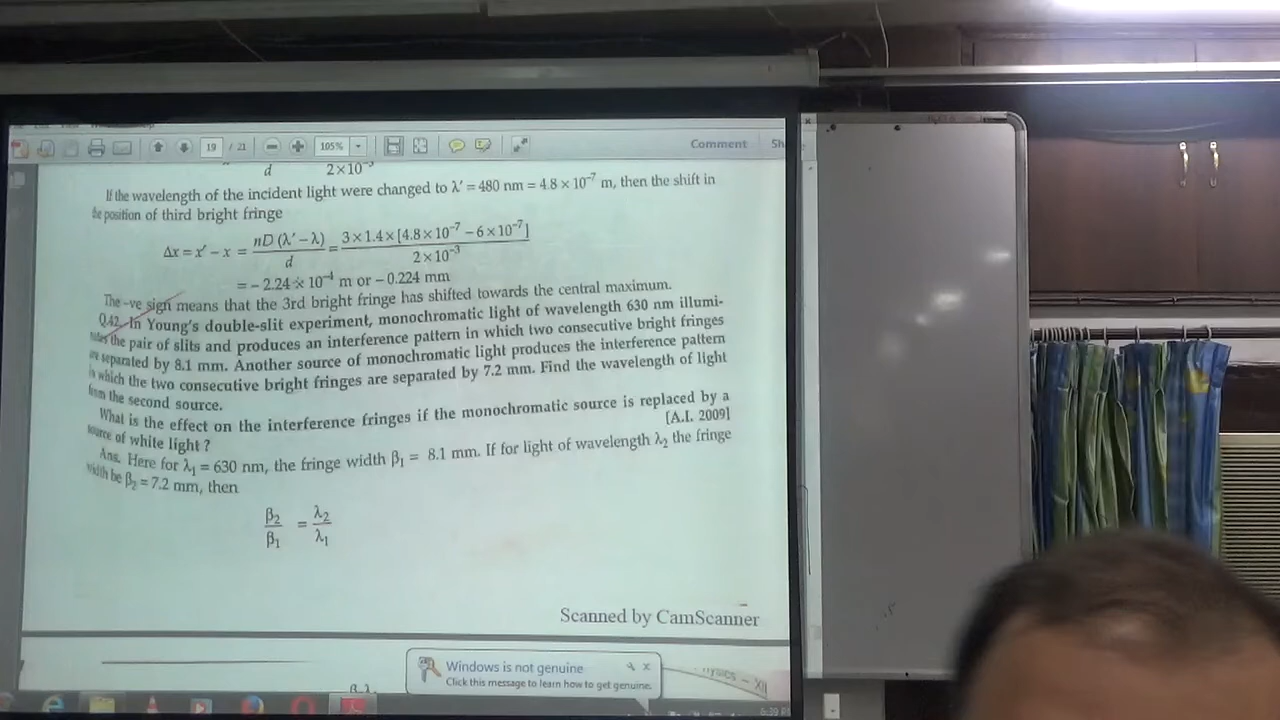 19 / 21
105%
Comment
Sh
d 2×10⁻³
If the wavelength of the incident light were changed to λ′ = 480 nm = 4.8 × 10⁻⁷ m, then the shift in
the position of third bright fringe
Δx = x′ − x = nD (λ′ − λ) / d = 3 × 1.4 × [4.8 × 10⁻⁷ − 6 × 10⁻⁷] / 2 × 10⁻³
= − 2.24 × 10⁻⁴ m or − 0.224 mm
The –ve sign means that the 3rd bright fringe has shifted towards the central maximum.
Q.42. In Young's double-slit experiment, monochromatic light of wavelength 630 nm illumi-
nates the pair of slits and produces an interference pattern in which two consecutive bright fringes
are separated by 8.1 mm. Another source of monochromatic light produces the interference pattern
in which the two consecutive bright fringes are separated by 7.2 mm. Find the wavelength of light
from the second source.
What is the effect on the interference fringes if the monochromatic source is replaced by a
source of white light ? [A.I. 2009]
Ans. Here for λ₁ = 630 nm, the fringe width β₁ = 8.1 mm. If for light of wavelength λ₂ the fringe
width be β₂ = 7.2 mm, then
β₂ / β₁ = λ₂ / λ₁
Scanned by CamScanner
Windows is not genuine
Click this message to learn how to get genuine.
Physics – XII
6:39 P